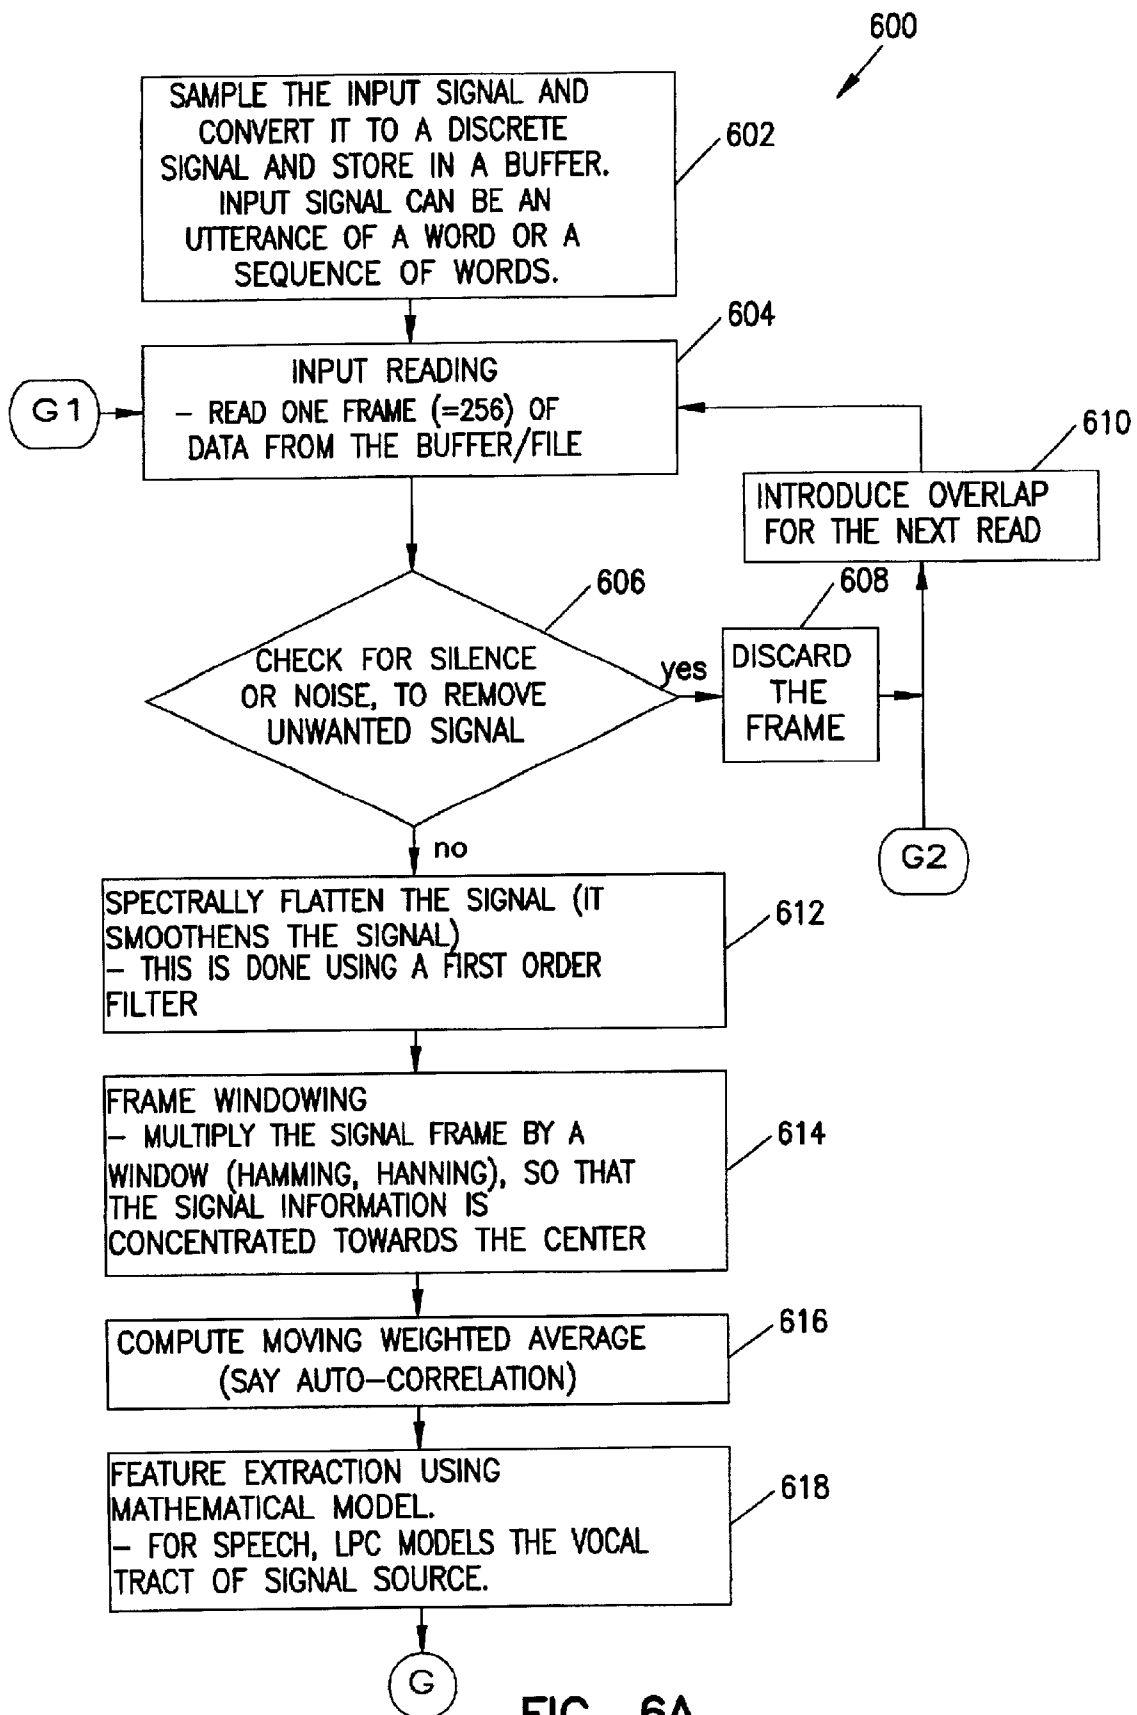 600
SAMPLE THE INPUT SIGNAL AND
CONVERT IT TO A DISCRETE
SIGNAL AND STORE IN A BUFFER.
INPUT SIGNAL CAN BE AN
UTTERANCE OF A WORD OR A
SEQUENCE OF WORDS.
602
604
INPUT READING
– READ ONE FRAME (=256) OF
DATA FROM THE BUFFER/FILE
G1
610
INTRODUCE OVERLAP
FOR THE NEXT READ
606
CHECK FOR SILENCE
OR NOISE, TO REMOVE
UNWANTED SIGNAL
yes
608
DISCARD
THE
FRAME
G2
no
SPECTRALLY FLATTEN THE SIGNAL (IT
SMOOTHENS THE SIGNAL)
– THIS IS DONE USING A FIRST ORDER
FILTER
612
FRAME WINDOWING
– MULTIPLY THE SIGNAL FRAME BY A
WINDOW (HAMMING, HANNING), SO THAT
THE SIGNAL INFORMATION IS
CONCENTRATED TOWARDS THE CENTER
614
COMPUTE MOVING WEIGHTED AVERAGE
(SAY AUTO–CORRELATION)
616
FEATURE EXTRACTION USING
MATHEMATICAL MODEL.
– FOR SPEECH, LPC MODELS THE VOCAL
TRACT OF SIGNAL SOURCE.
618
G
FIG. 6A